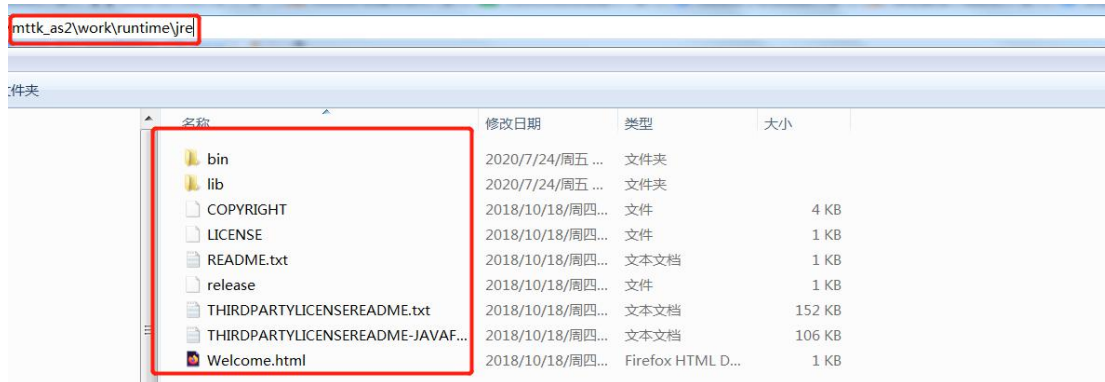 mttk_as2\work\runtime\jre
件夹
名称 修改日期 类型 大小
bin 2020/7/24/周五 ... 文件夹
lib 2020/7/24/周五 ... 文件夹
COPYRIGHT 2018/10/18/周四... 文件 4 KB
LICENSE 2018/10/18/周四... 文件 1 KB
README.txt 2018/10/18/周四... 文本文档 1 KB
release 2018/10/18/周四... 文件 1 KB
THIRDPARTYLICENSEREADME.txt 2018/10/18/周四... 文本文档 152 KB
THIRDPARTYLICENSEREADME-JAVAF... 2018/10/18/周四... 文本文档 106 KB
Welcome.html 2018/10/18/周四... Firefox HTML D... 1 KB